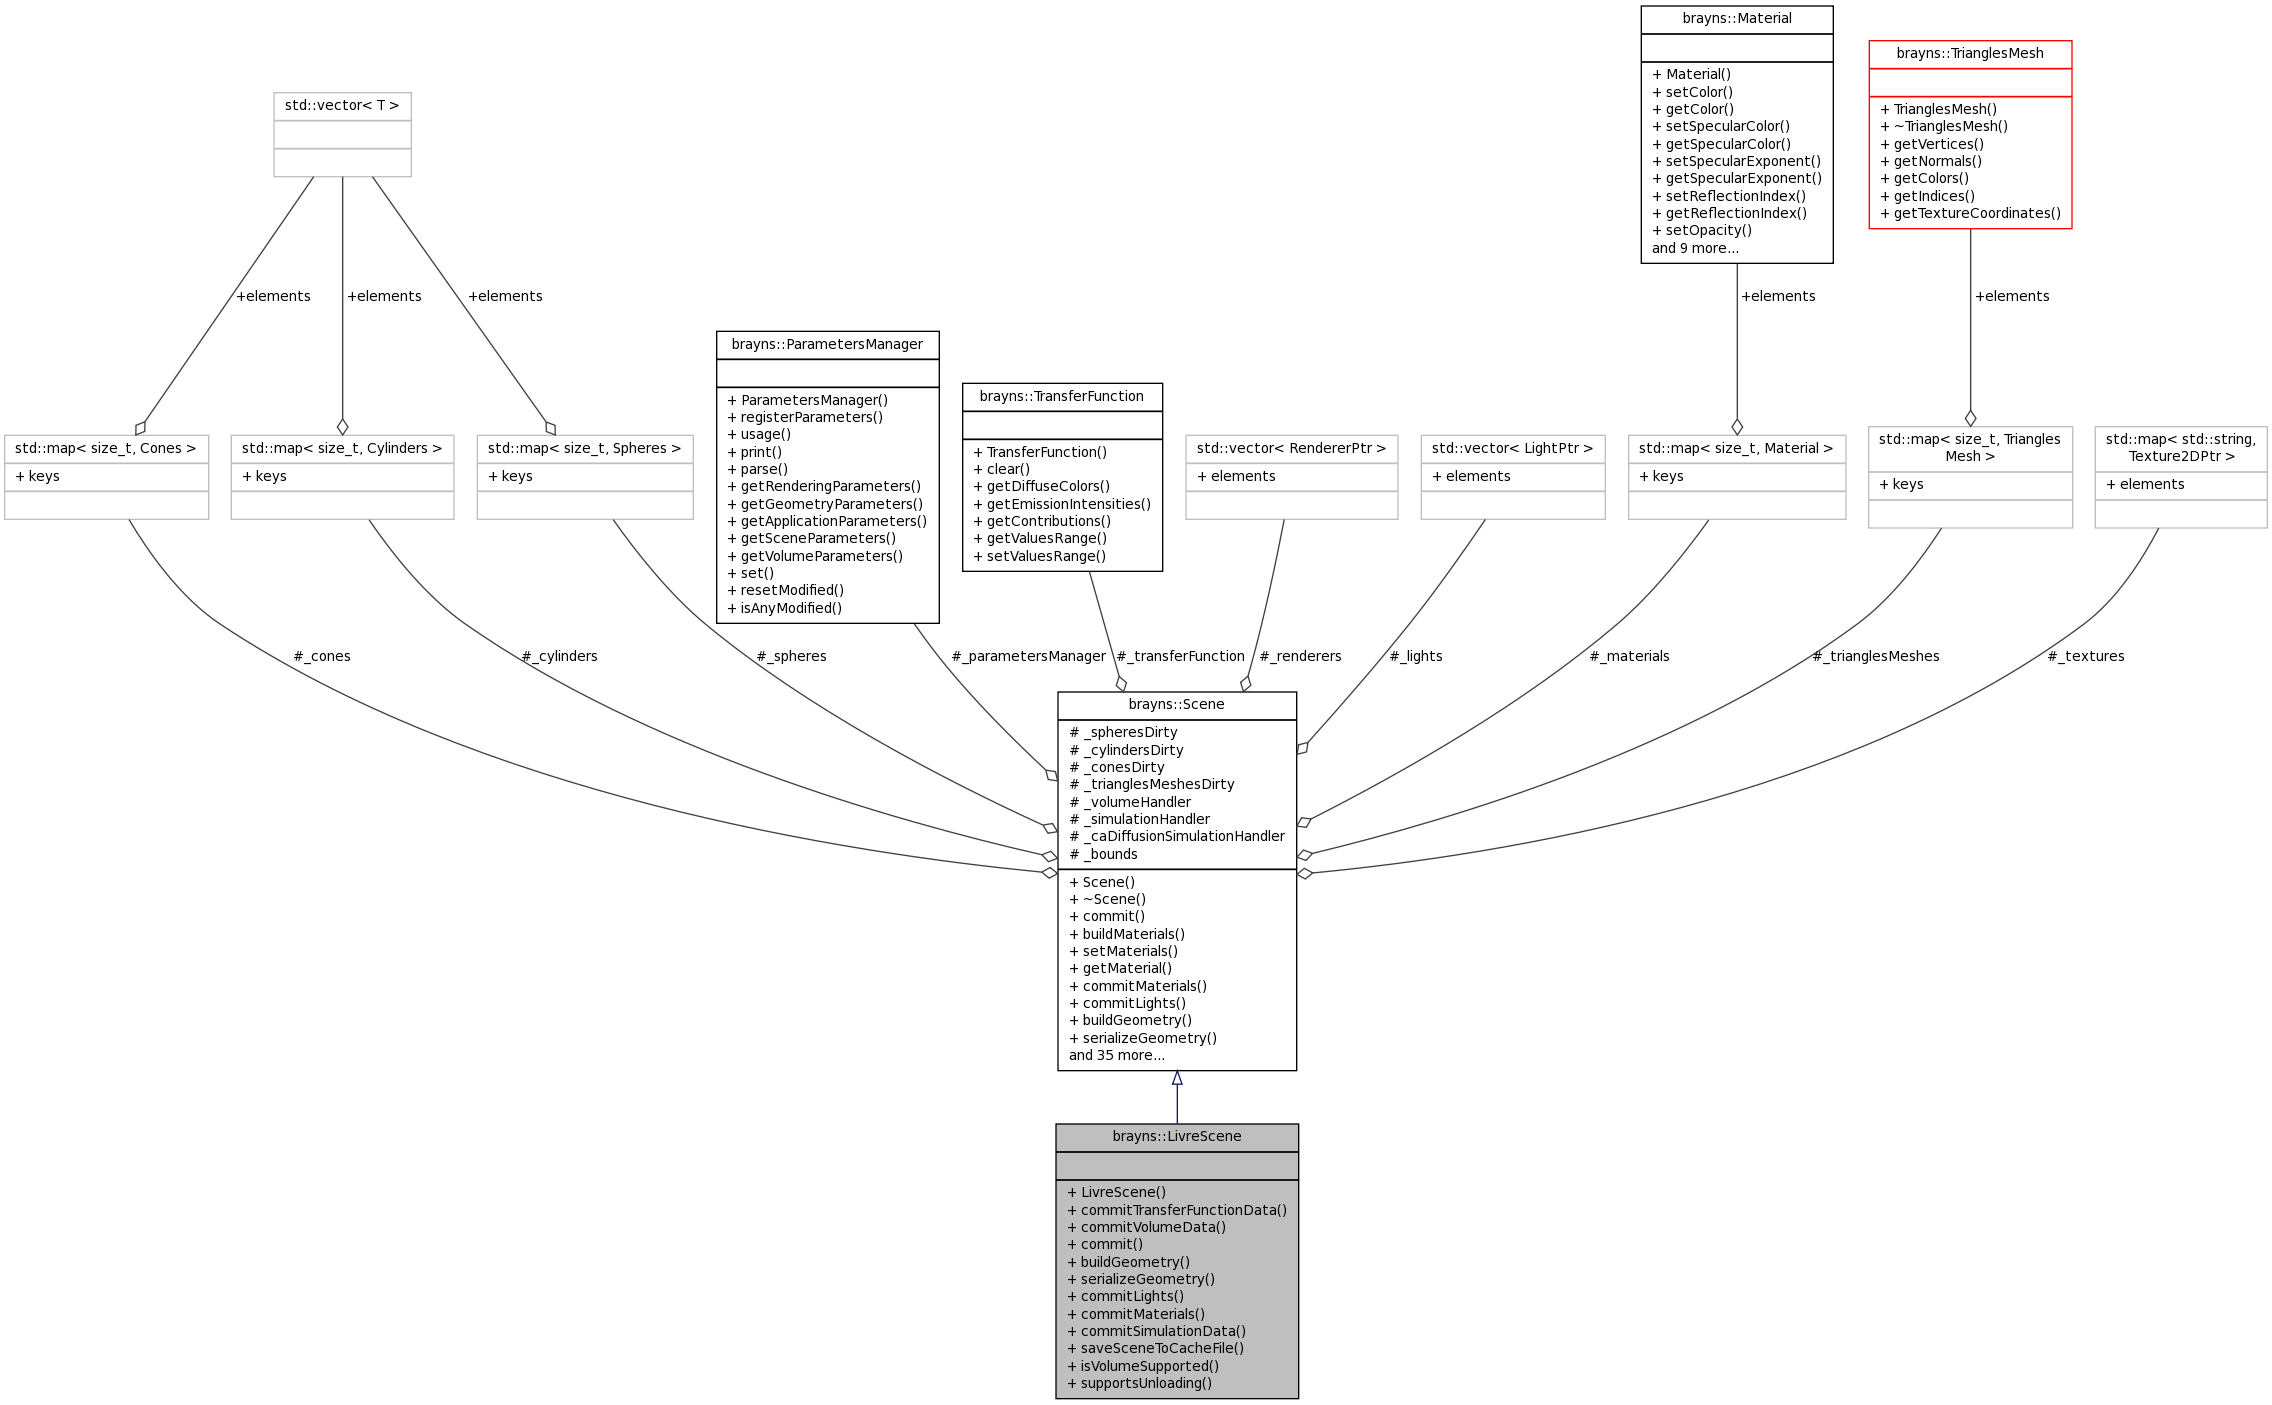 brayns::Material
+ Material()
+ setColor()
+ getColor()
+ setSpecularColor()
+ getSpecularColor()
+ setSpecularExponent()
+ getSpecularExponent()
+ setReflectionIndex()
+ getReflectionIndex()
+ setOpacity()
and 9 more...
brayns::TrianglesMesh
+ TrianglesMesh()
+ ~TrianglesMesh()
+ getVertices()
+ getNormals()
+ getColors()
+ getIndices()
+ getTextureCoordinates()
std::vector< T >
+elements
+elements
+elements
+elements
+elements
brayns::ParametersManager
+ ParametersManager()
+ registerParameters()
+ usage()
+ print()
+ parse()
+ getRenderingParameters()
+ getGeometryParameters()
+ getApplicationParameters()
+ getSceneParameters()
+ getVolumeParameters()
+ set()
+ resetModified()
+ isAnyModified()
brayns::TransferFunction
+ TransferFunction()
+ clear()
+ getDiffuseColors()
+ getEmissionIntensities()
+ getContributions()
+ getValuesRange()
+ setValuesRange()
std::map< size_t, Cones >
+ keys
std::map< size_t, Cylinders >
+ keys
std::map< size_t, Spheres >
+ keys
std::vector< RendererPtr >
+ elements
std::vector< LightPtr >
+ elements
std::map< size_t, Material >
+ keys
std::map< size_t, Triangles
Mesh >
+ keys
std::map< std::string,
Texture2DPtr >
+ elements
#_cones
#_cylinders
#_spheres
#_parametersManager
#_transferFunction
#_renderers
#_lights
#_materials
#_trianglesMeshes
#_textures
brayns::Scene
# _spheresDirty
# _cylindersDirty
# _conesDirty
# _trianglesMeshesDirty
# _volumeHandler
# _simulationHandler
# _caDiffusionSimulationHandler
# _bounds
+ Scene()
+ ~Scene()
+ commit()
+ buildMaterials()
+ setMaterials()
+ getMaterial()
+ commitMaterials()
+ commitLights()
+ buildGeometry()
+ serializeGeometry()
and 35 more...
brayns::LivreScene
+ LivreScene()
+ commitTransferFunctionData()
+ commitVolumeData()
+ commit()
+ buildGeometry()
+ serializeGeometry()
+ commitLights()
+ commitMaterials()
+ commitSimulationData()
+ saveSceneToCacheFile()
+ isVolumeSupported()
+ supportsUnloading()